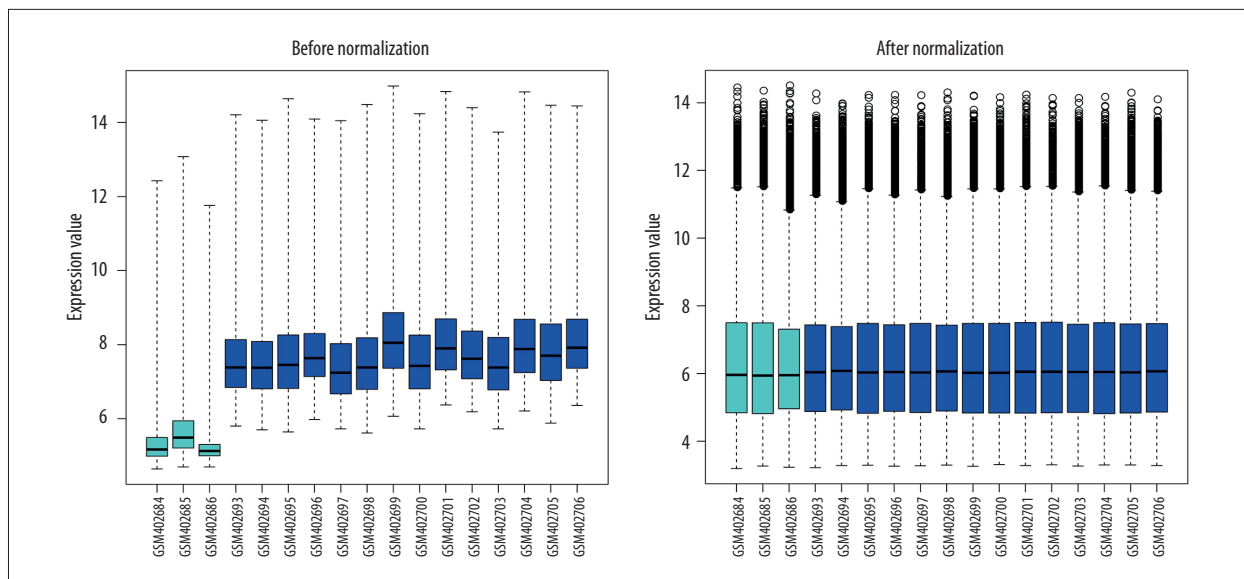 Before normalization
Expression value
14
12
10
8
6
GSM402684
GSM402685
GSM402686
GSM402693
GSM402694
GSM402695
GSM402696
GSM402697
GSM402698
GSM402699
GSM402700
GSM402701
GSM402702
GSM402703
GSM402704
GSM402705
GSM402706
After normalization
Expression value
14
12
10
8
6
4
GSM402684
GSM402685
GSM402686
GSM402693
GSM402694
GSM402695
GSM402696
GSM402697
GSM402698
GSM402699
GSM402700
GSM402701
GSM402702
GSM402703
GSM402704
GSM402705
GSM402706